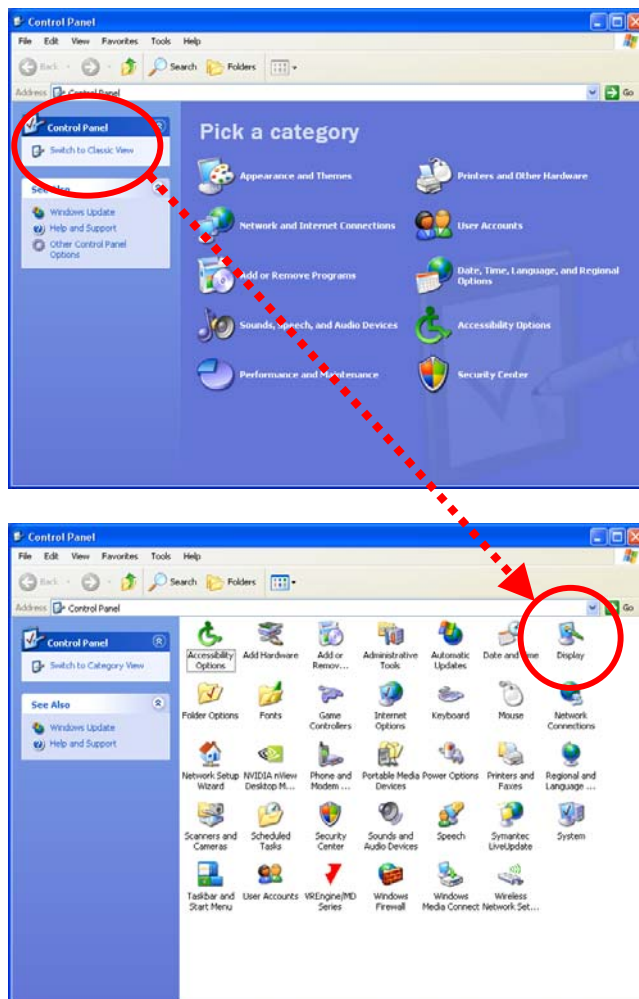 Control Panel
File Edit View Favorites Tools Help
Back Search Folders
Address Control Panel Go
Control Panel
Switch to Classic View
See Also
Windows Update
Help and Support
Other Control Panel
Options
Pick a category
Appearance and Themes
Printers and Other Hardware
Network and Internet Connections
User Accounts
Add or Remove Programs
Date, Time, Language, and Regional
Options
Sounds, Speech, and Audio Devices
Accessibility Options
Performance and Maintenance
Security Center
Control Panel
File Edit View Favorites Tools Help
Back Search Folders
Address Control Panel Go
Control Panel
Switch to Category View
See Also
Windows Update
Help and Support
Accessibility Options
Add Hardware
Add or Remov...
Administrative Tools
Automatic Updates
Date and Time
Display
Folder Options
Fonts
Game Controllers
Internet Options
Keyboard
Mouse
Network Connections
Network Setup Wizard
NVIDIA nView Desktop M...
Phone and Modem ...
Portable Media Devices
Power Options
Printers and Faxes
Regional and Language ...
Scanners and Cameras
Scheduled Tasks
Security Center
Sounds and Audio Devices
Speech
Symantec LiveUpdate
System
Taskbar and Start Menu
User Accounts
VREngine/MD Series
Windows Firewall
Windows Media Connect
Wireless Network Set...